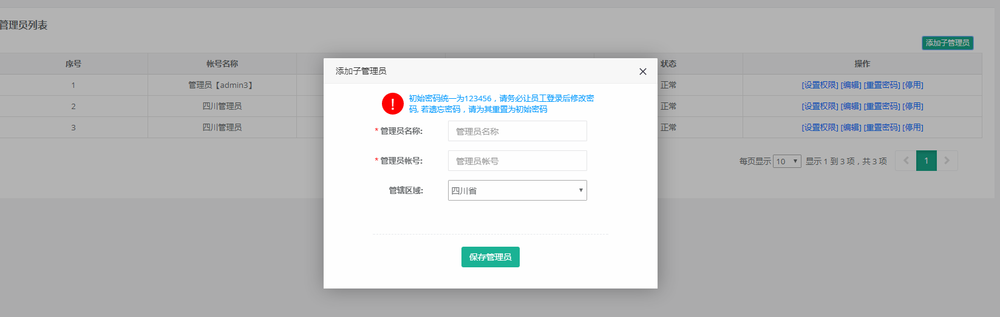 管理员列表
添加子管理员
序号 帐号名称 状态 操作
1 管理员【admin3】 正常 [设置权限] [编辑] [重置密码] [停用]
2 四川管理员 正常 [设置权限] [编辑] [重置密码] [停用]
3 四川管理员 正常 [设置权限] [编辑] [重置密码] [停用]
每页显示 10 显示 1 到 3 项，共 3 项 1
添加子管理员
初始密码统一为123456，请务必让员工登录后修改密
码, 若遗忘密码，请为其重置为初始密码
* 管理员名称: 管理员名称
* 管理员帐号: 管理员帐号
管辖区域: 四川省
保存管理员